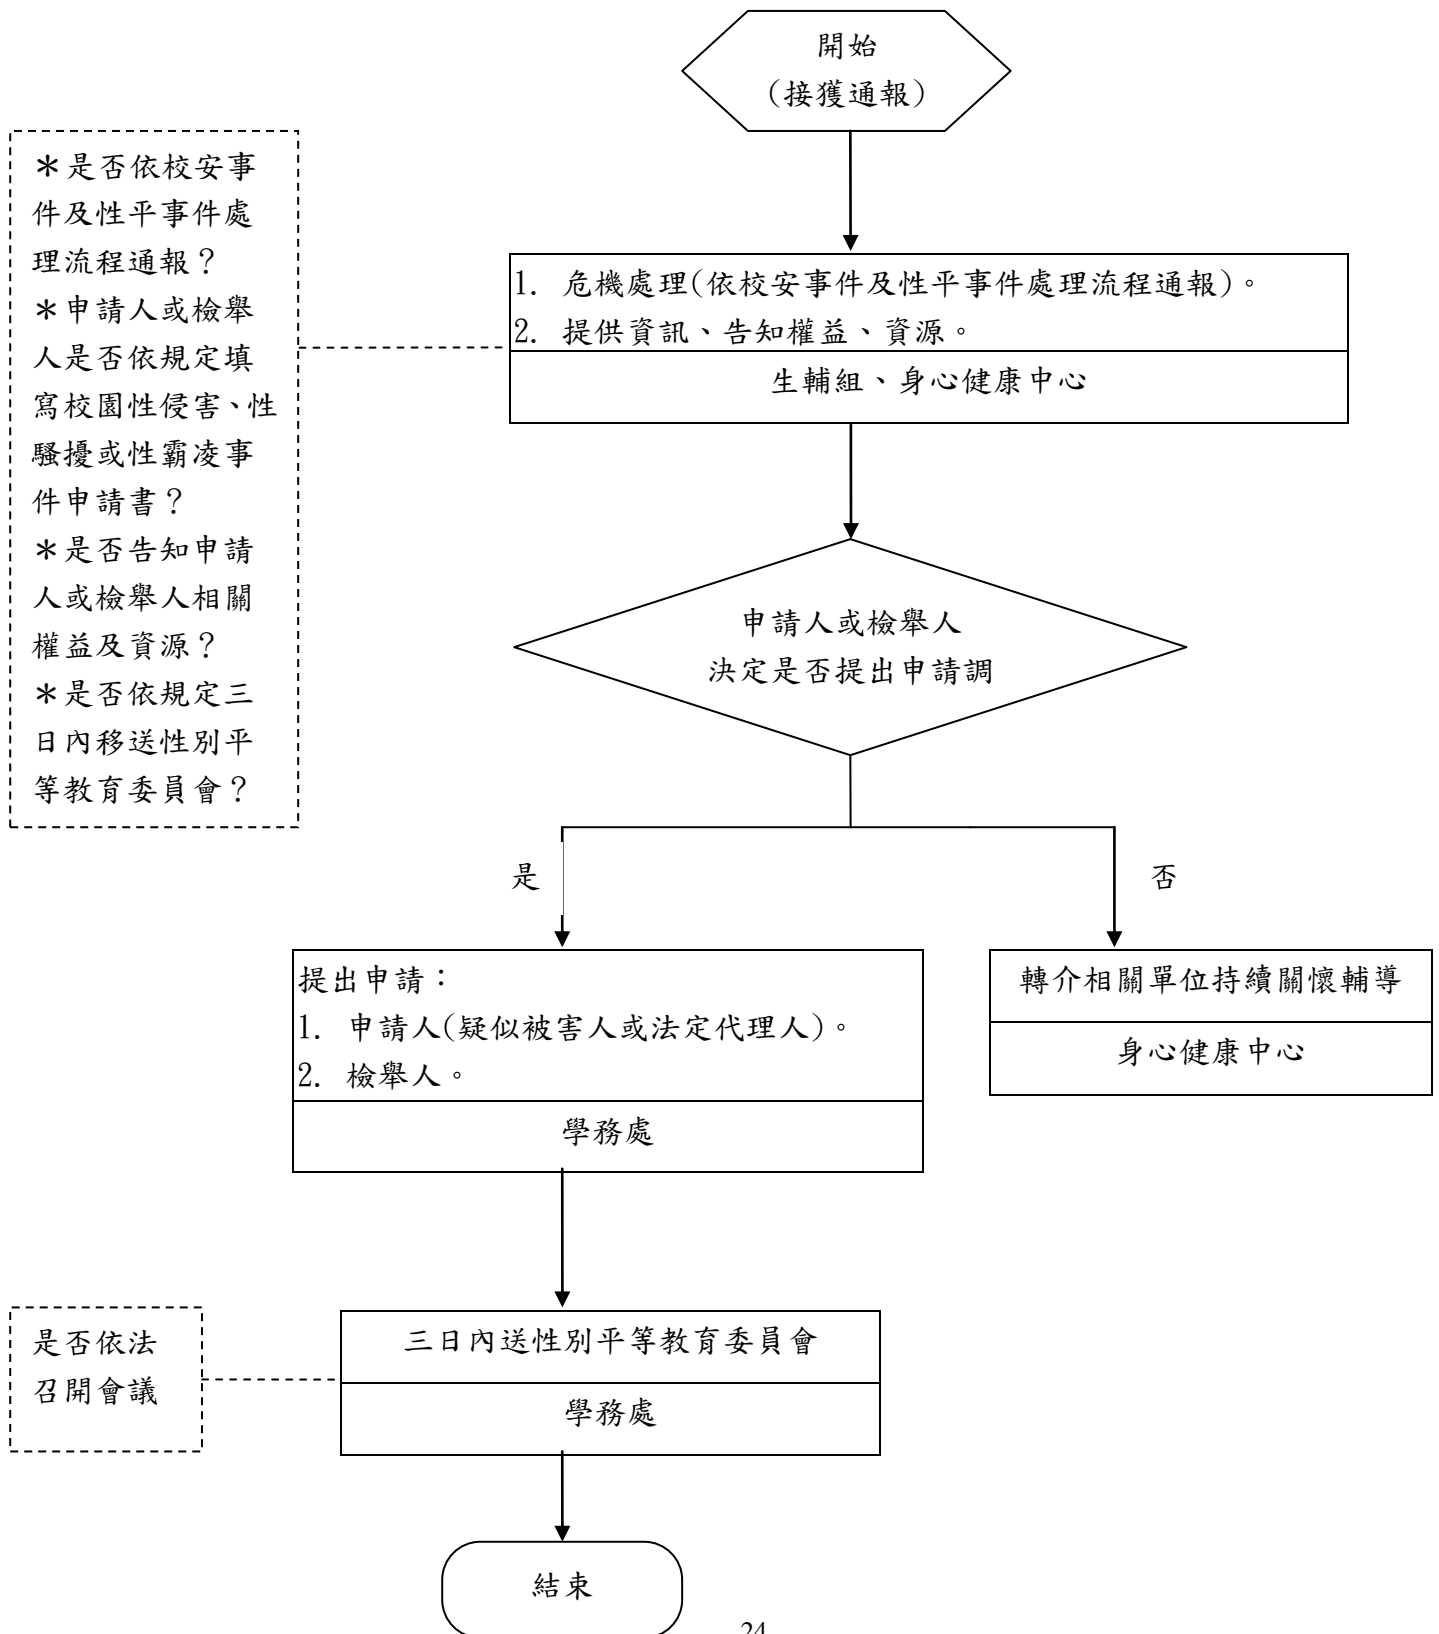 開始
(接獲通報)
＊是否依校安事
件及性平事件處
理流程通報？
＊申請人或檢舉
人是否依規定填
寫校園性侵害、性
騷擾或性霸凌事
件申請書？
＊是否告知申請
人或檢舉人相關
權益及資源？
＊是否依規定三
日內移送性別平
等教育委員會？
1. 危機處理(依校安事件及性平事件處理流程通報)。
2. 提供資訊、告知權益、資源。
生輔組、身心健康中心
申請人或檢舉人
決定是否提出申請調
是
否
提出申請：
1. 申請人(疑似被害人或法定代理人)。
2. 檢舉人。
學務處
轉介相關單位持續關懷輔導
身心健康中心
是否依法
召開會議
三日內送性別平等教育委員會
學務處
結束
24